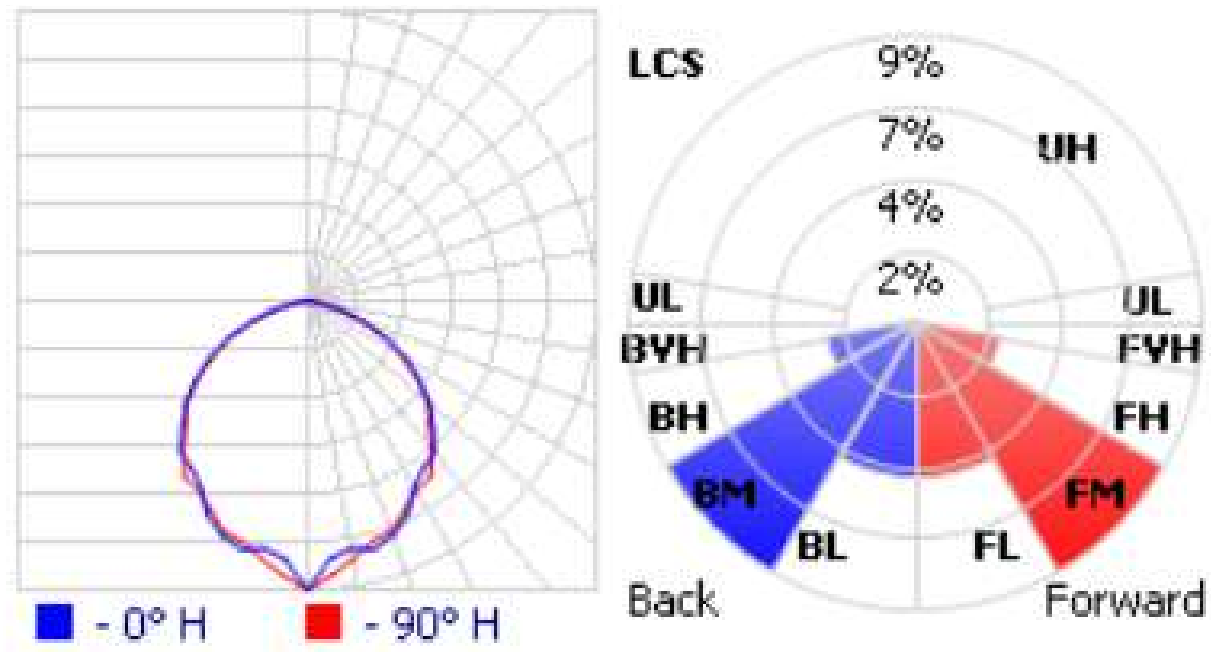 LCS
9%
7%
UH
4%
2%
UL
UL
BVH
FVH
BH
FH
BM
FM
BL
FL
Back
Forward
- 0° H
- 90° H